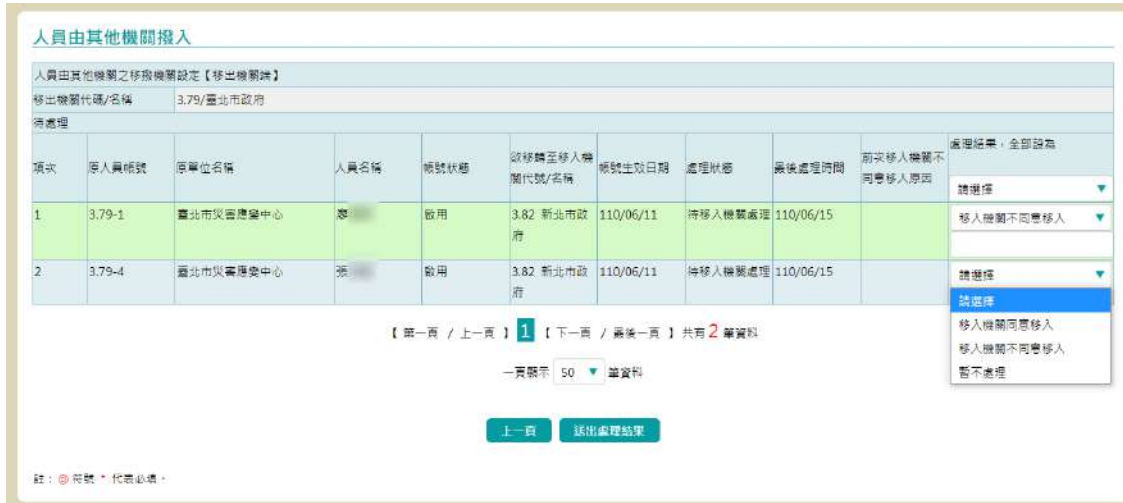 人員由其他機關撥入
人員由其他機關之移撥機關設定【移出機關端】
移出機關代碼/名稱 3.79/臺北市政府
待處理
項次 原人員帳號 原單位名稱 人員名稱 帳號狀態 欲移轉至移入機關代號/名稱 帳號生效日期 處理狀態 最後處理時間 前次移入機關不同意移入原因 處理結果,全部設為
請選擇
1 3.79-1 臺北市災害應變中心 廖 啟用 3.82 新北市政府 110/06/11 待移入機關處理 110/06/15 移入機關不同意移入
2 3.79-4 臺北市災害應變中心 張 啟用 3.82 新北市政府 110/06/11 待移入機關處理 110/06/15 請選擇
請選擇
移入機關同意移入
移入機關不同意移入
暫不處理
【 第一頁 / 上一頁 】 1 【 下一頁 / 最後一頁 】 共有 2 筆資料
一頁顯示 50 筆資料
上一頁 送出處理結果
註:◎ 符號 * 代表必填。